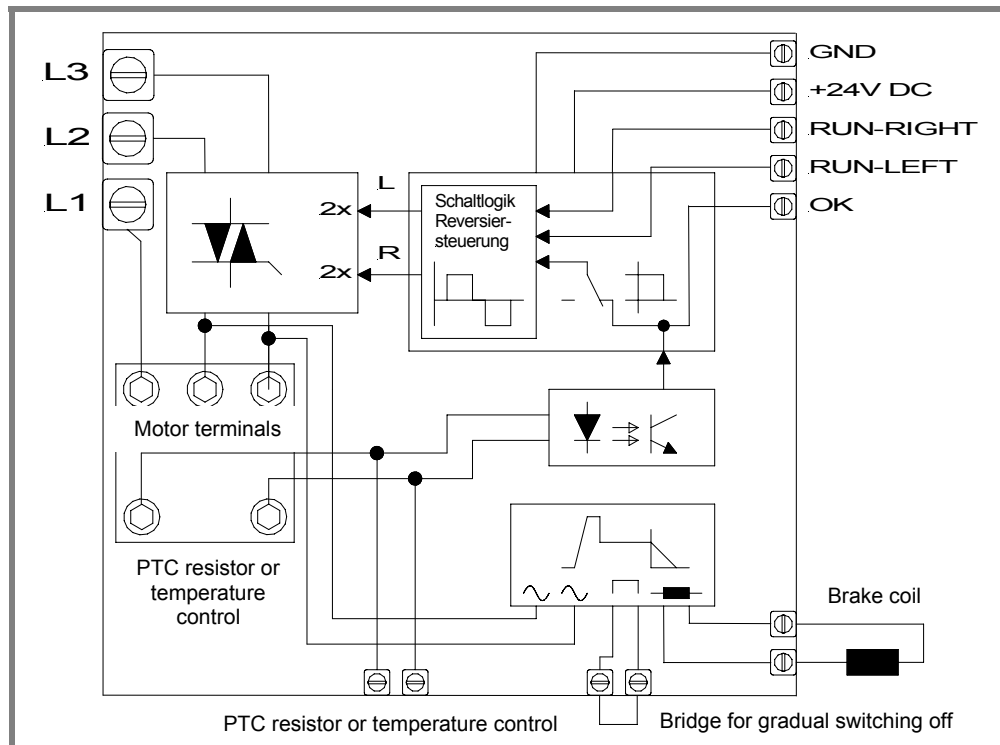 L3
L2
L1
GND
+24V DC
RUN-RIGHT
RUN-LEFT
OK
L
2x
R
2x
Schaltlogik
Reversier-
steuerung
Motor terminals
PTC resistor or
temperature
control
Brake coil
PTC resistor or temperature control
Bridge for gradual switching off